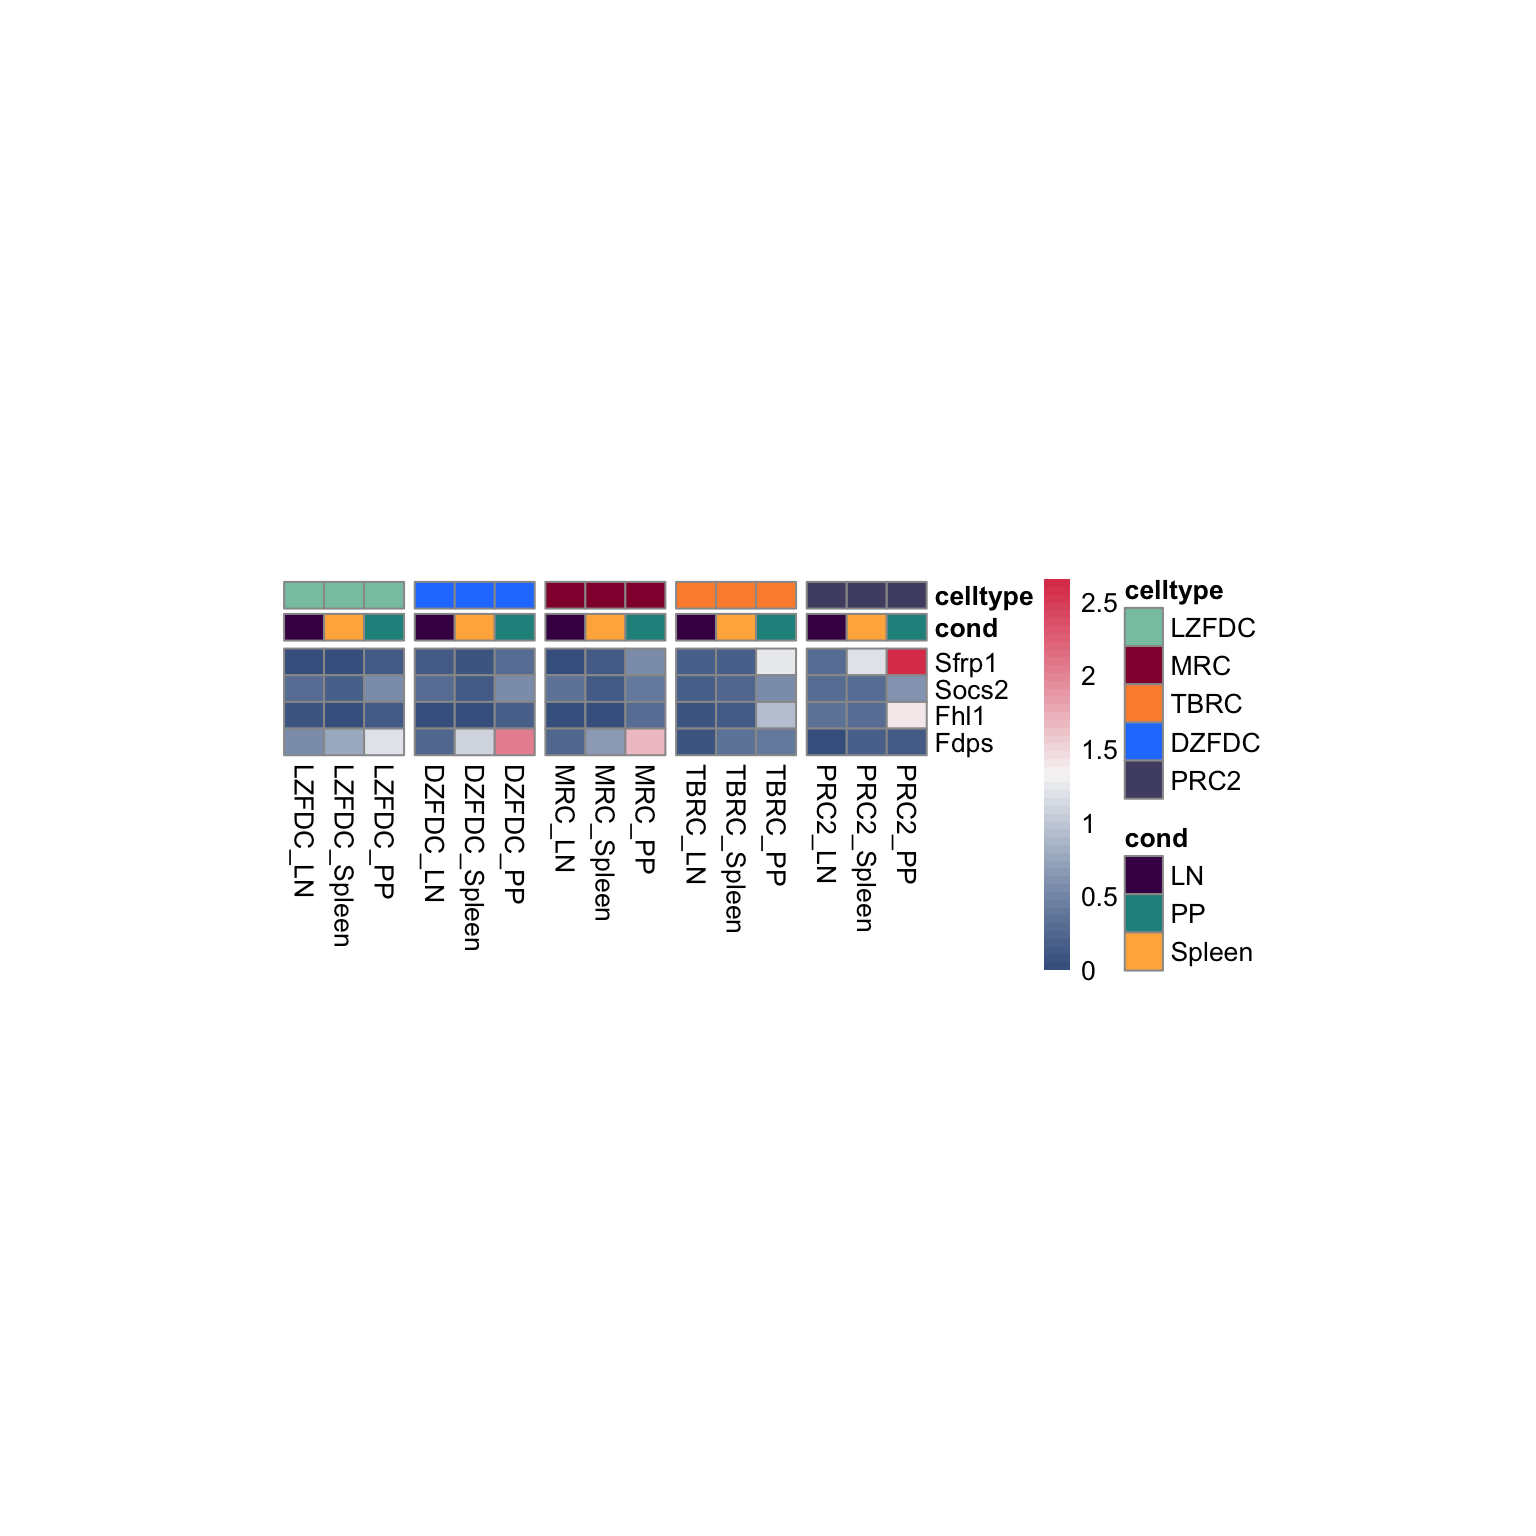 celltype
cond
Sfrp1
Socs2
Fhl1
Fdps
LZFDC_LN
LZFDC_Spleen
LZFDC_PP
DZFDC_LN
DZFDC_Spleen
DZFDC_PP
MRC_LN
MRC_Spleen
MRC_PP
TBRC_LN
TBRC_Spleen
TBRC_PP
PRC2_LN
PRC2_Spleen
PRC2_PP
2.5
2
1.5
1
0.5
0
celltype
LZFDC
MRC
TBRC
DZFDC
PRC2
cond
LN
PP
Spleen